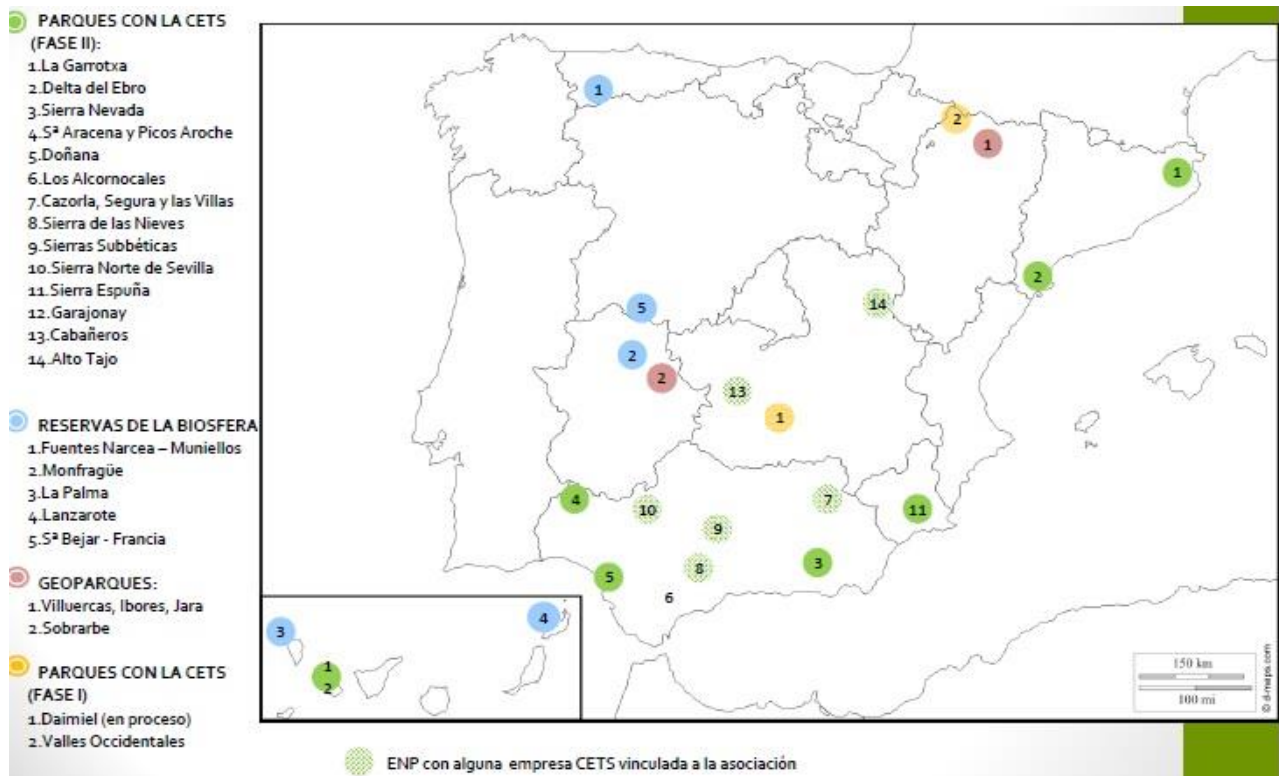 PARQUES CON LA CETS
(FASE II):
1.La Garrotxa
2.Delta del Ebro
3.Sierra Nevada
4.Sª Aracena y Picos Aroche
5.Doñana
6.Los Alcornocales
7.Cazorla, Segura y las Villas
8.Sierra de las Nieves
9.Sierras Subbéticas
10.Sierra Norte de Sevilla
11.Sierra Espuña
12.Garajonay
13.Cabañeros
14.Alto Tajo
RESERVAS DE LA BIOSFERA
1.Fuentes Narcea – Muniellos
2.Monfragüe
3.La Palma
4.Lanzarote
5.Sª Bejar - Francia
GEOPARQUES:
1.Villuercas, Ibores, Jara
2.Sobrarbe
PARQUES CON LA CETS
(FASE I)
1.Daimiel (en proceso)
2.Valles Occidentales
1
2
1
1
2
5
14
2
2
13
1
4
10
7
11
9
8
3
5
6
3
4
1
2
150 km
100 mi
© d-maps.com
ENP con alguna empresa CETS vinculada a la asociación